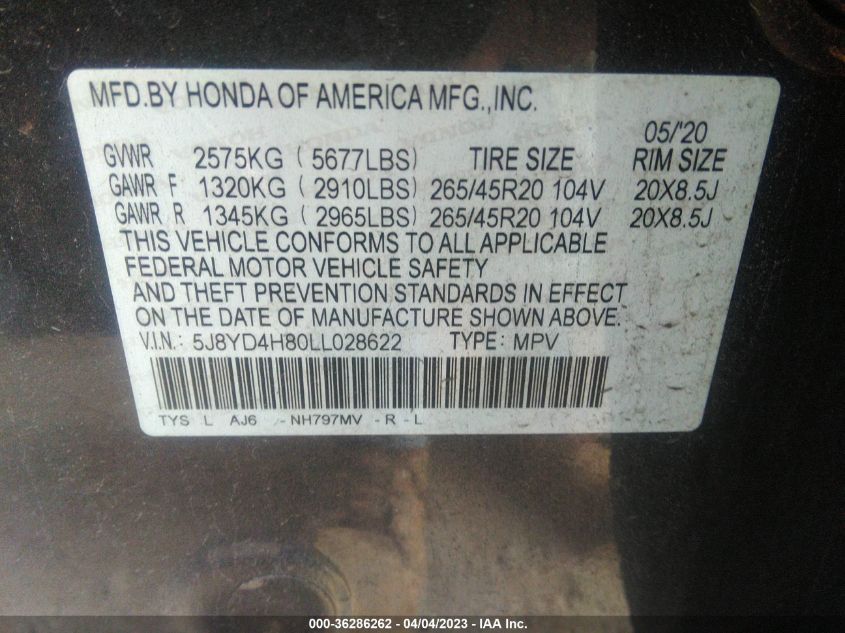 MFD.BY HONDA OF AMERICA MFG.,INC.
05/'20
GVWR 2575KG ( 5677LBS) TIRE SIZE RIM SIZE
GAWR F 1320KG ( 2910LBS) 265/45R20 104V 20X8.5J
GAWR R 1345KG ( 2965LBS) 265/45R20 104V 20X8.5J
THIS VEHICLE CONFORMS TO ALL APPLICABLE
FEDERAL MOTOR VEHICLE SAFETY
AND THEFT PREVENTION STANDARDS IN EFFECT
ON THE DATE OF MANUFACTURE SHOWN ABOVE.
V.I.N.: 5J8YD4H80LL028622 TYPE: MPV
TYS L AJ6 - NH797MV - R - L
000-36286262 - 04/04/2023 - IAA Inc.